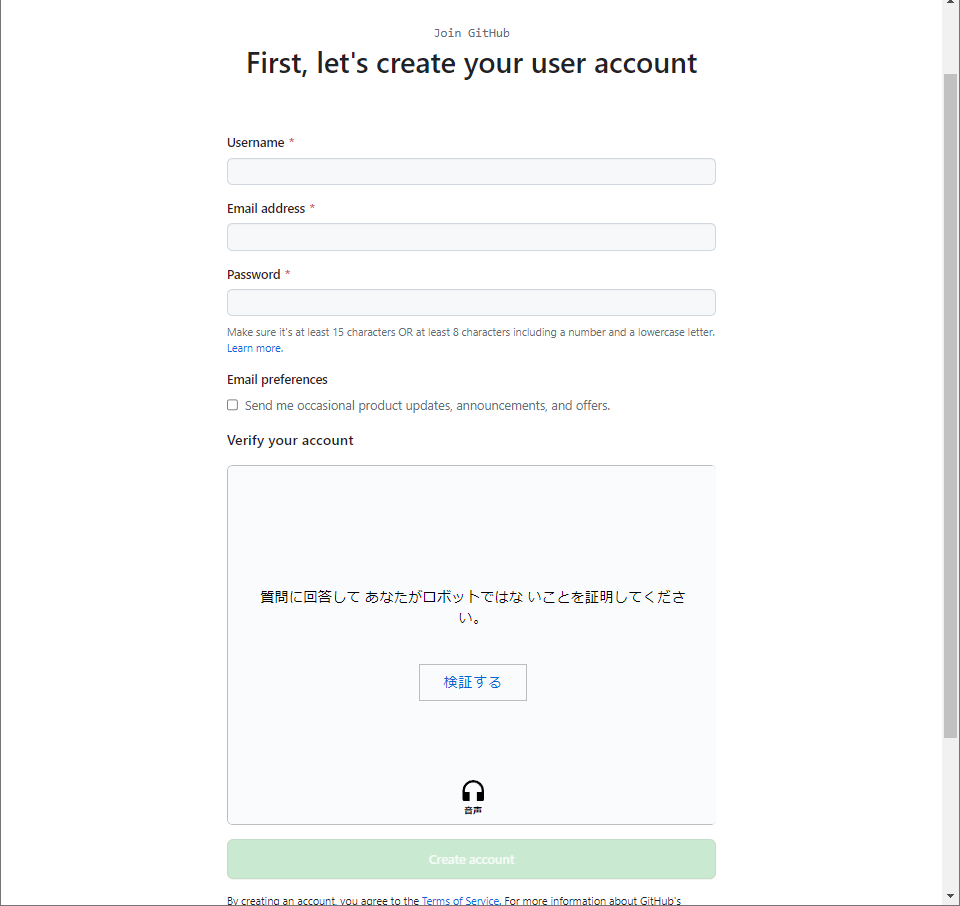 Join GitHub
First, let's create your user account
Username *
Email address *
Password *
Make sure it's at least 15 characters OR at least 8 characters including a number and a lowercase letter.
Learn more.
Email preferences
Send me occasional product updates, announcements, and offers.
Verify your account
質問に回答して あなたがロボットではな いことを証明してくださ
い。
検証する
音声
Create account
By creating an account, you agree to the Terms of Service. For more information about GitHub's